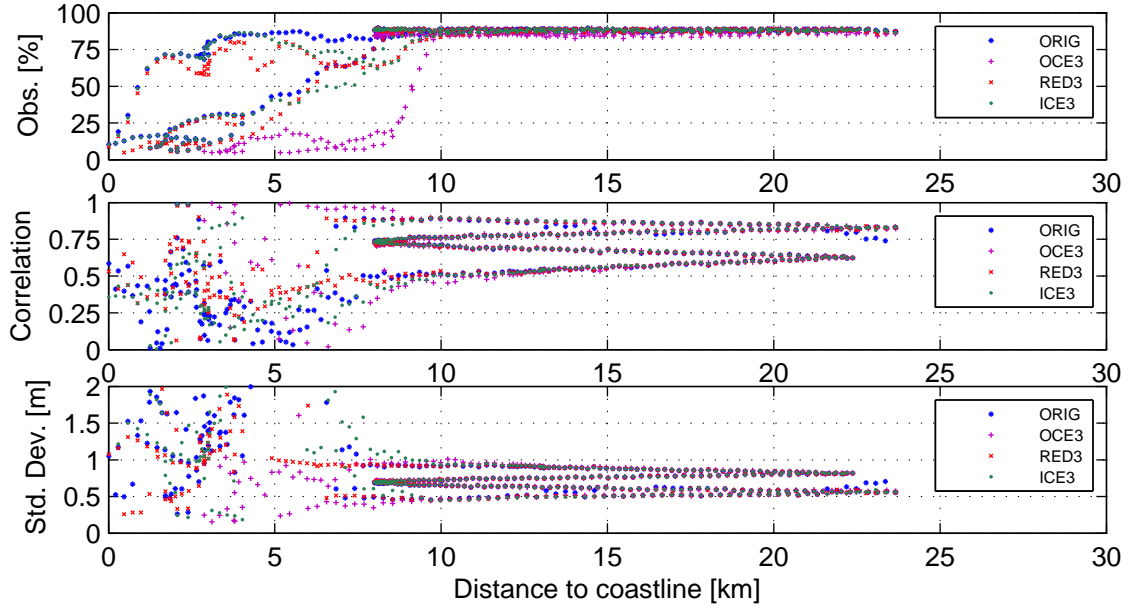 100
75
50
25
0
Obs. [%]
0 5 10 15 20 25 30
ORIG
OCE3
RED3
ICE3
1
0.75
0.5
0.25
0
Correlation
0 5 10 15 20 25 30
ORIG
OCE3
RED3
ICE3
2
1.5
1
0.5
0
Std. Dev. [m]
0 5 10 15 20 25 30
ORIG
OCE3
RED3
ICE3
Distance to coastline [km]